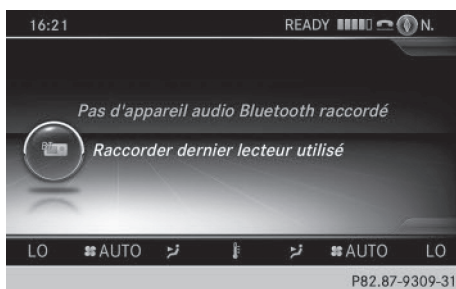 16:21 READY N.
Pas d'appareil audio Bluetooth raccordé
Raccorder dernier lecteur utilisé
LO AUTO AUTO LO
P82.87-9309-31